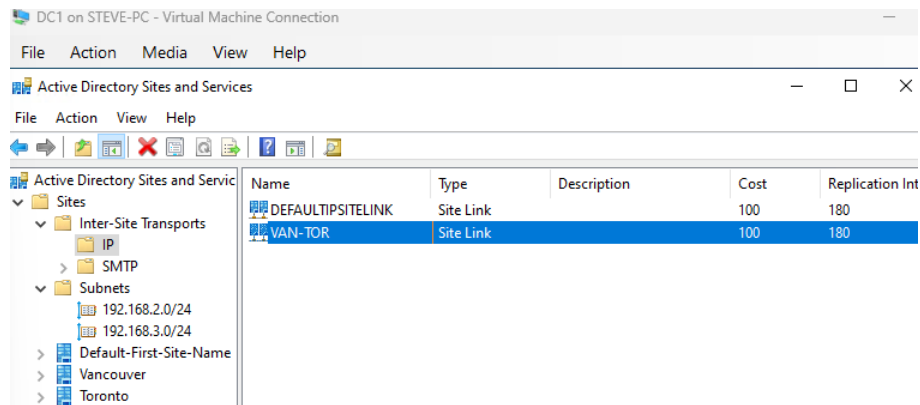 DC1 on STEVE-PC - Virtual Machine Connection
File Action Media View Help
Active Directory Sites and Services
File Action View Help
Active Directory Sites and Servic
Sites
Inter-Site Transports
IP
SMTP
Subnets
192.168.2.0/24
192.168.3.0/24
Default-First-Site-Name
Vancouver
Toronto
Name Type Description Cost Replication Int
DEFAULTIPSITELINK Site Link 100 180
VAN-TOR Site Link 100 180